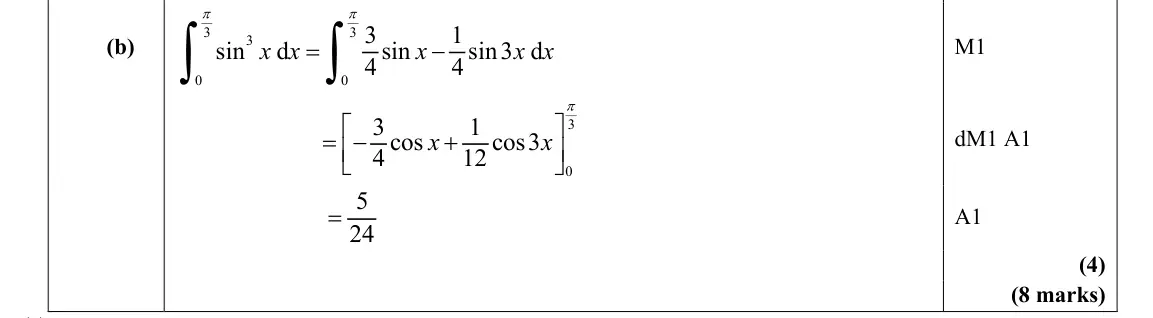 (b) ∫₀^{π/3} sin³ x dx = ∫₀^{π/3} 3/4 sin x − 1/4 sin 3x dx M1
= [−3/4 cos x + 1/12 cos 3x]₀^{π/3} dM1 A1
= 5/24 A1
(4)
(8 marks)